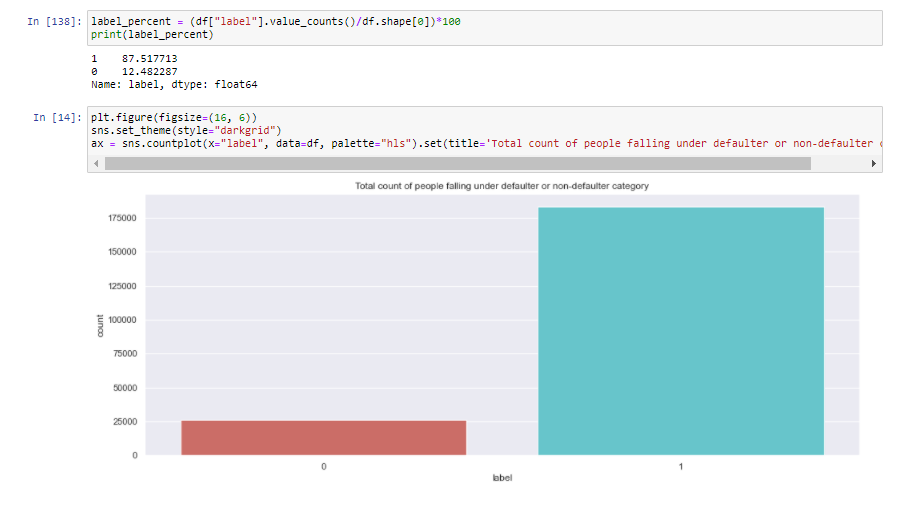 In [138]: label_percent = (df["label"].value_counts()/df.shape[0])*100
print(label_percent)
1    87.517713
0    12.482287
Name: label, dtype: float64
In [14]: plt.figure(figsize=(16, 6))
sns.set_theme(style="darkgrid")
ax = sns.countplot(x="label", data=df, palette="hls").set(title='Total count of people falling under defaulter or non-defaulter
Total count of people falling under defaulter or non-defaulter category
175000
150000
125000
100000
75000
50000
25000
0
count
0 1
label